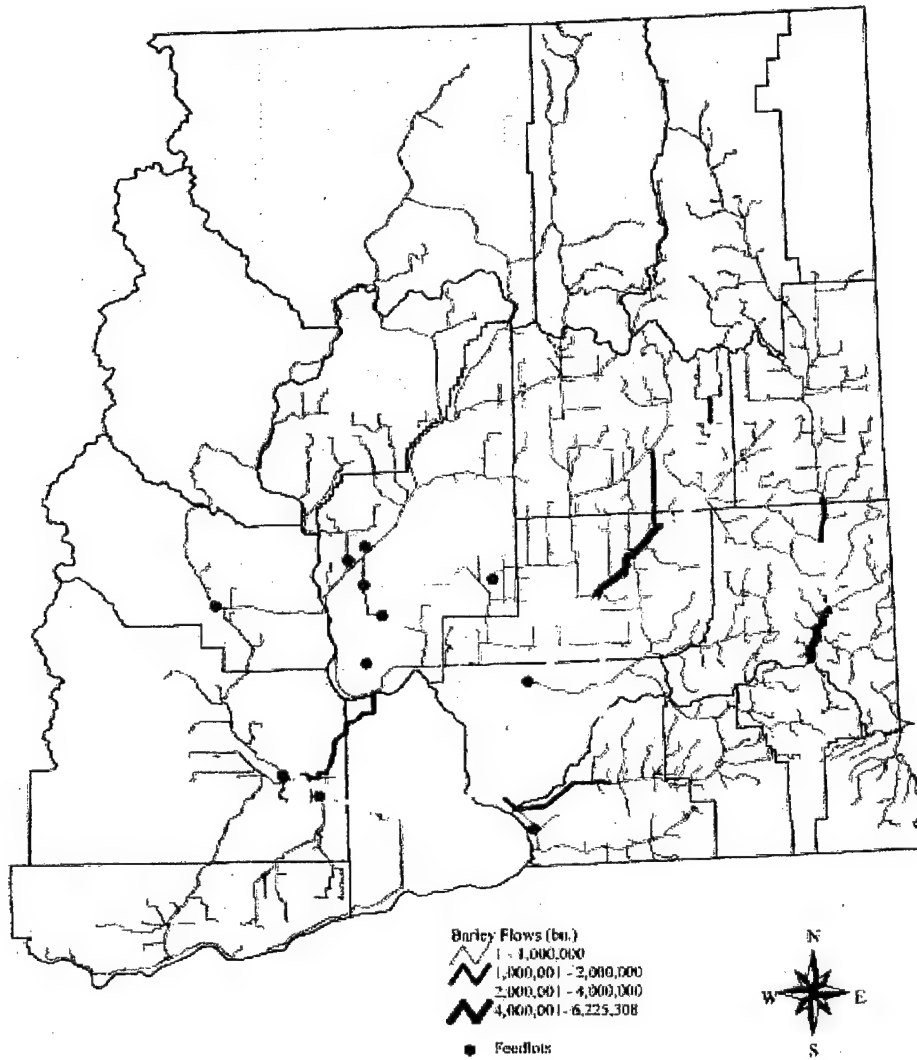 Barley Flows (bu.)
1 - 1,000,000
1,000,001 - 2,000,000
2,000,001 - 4,000,000
4,000,001 - 6,225,308
Feedlots
N
W E
S